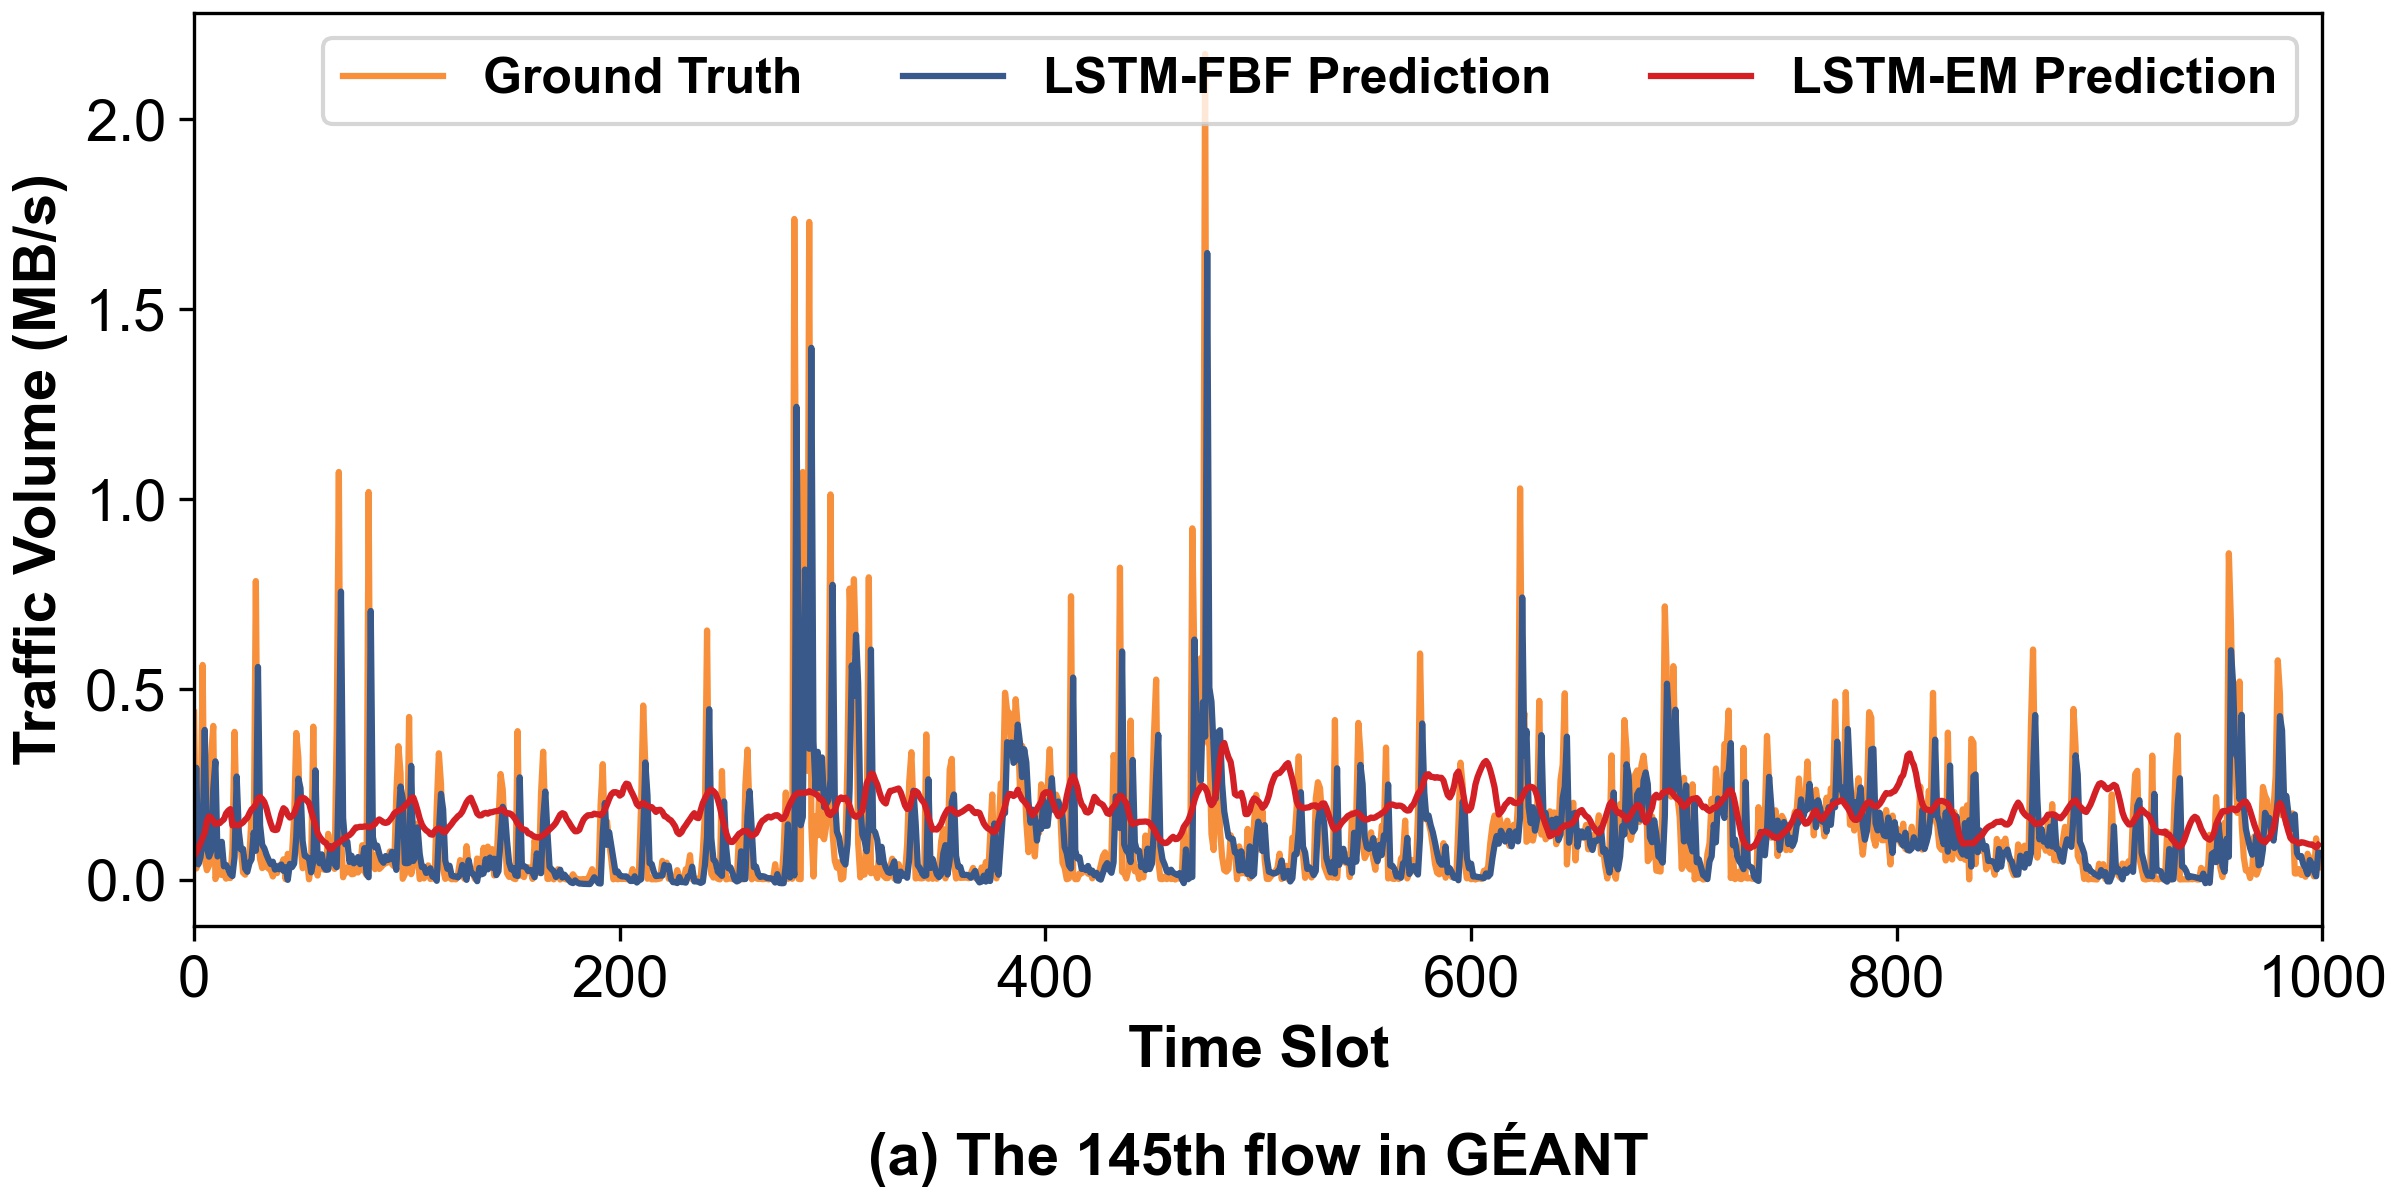 Ground Truth LSTM-FBF Prediction LSTM-EM Prediction
Traffic Volume (MB/s)
2.0
1.5
1.0
0.5
0.0
0 200 400 600 800 1000
Time Slot
(a) The 145th flow in GÉANT